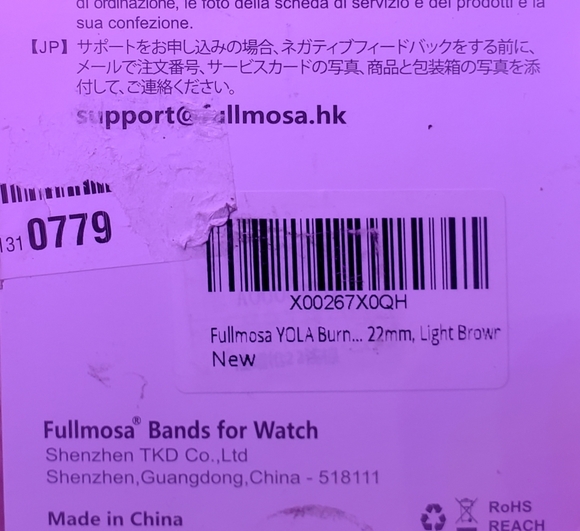 di ordinazione, le foto della scheda di servizio e dei prodotti e la
sua confezione.
【JP】サポートをお申し込みの場合、ネガティブフィードバックをする前に、
メールで注文番号、サービスカードの写真、商品と包装箱の写真を添
付して、ご連絡ください。
support@fullmosa.hk
131 0779
X00267X0QH
Fullmosa YOLA Burn... 22mm, Light Brown
New
Fullmosa® Bands for Watch
Shenzhen TKD Co.,Ltd
Shenzhen,Guangdong,China - 518111
Made in China
RoHS
REACH